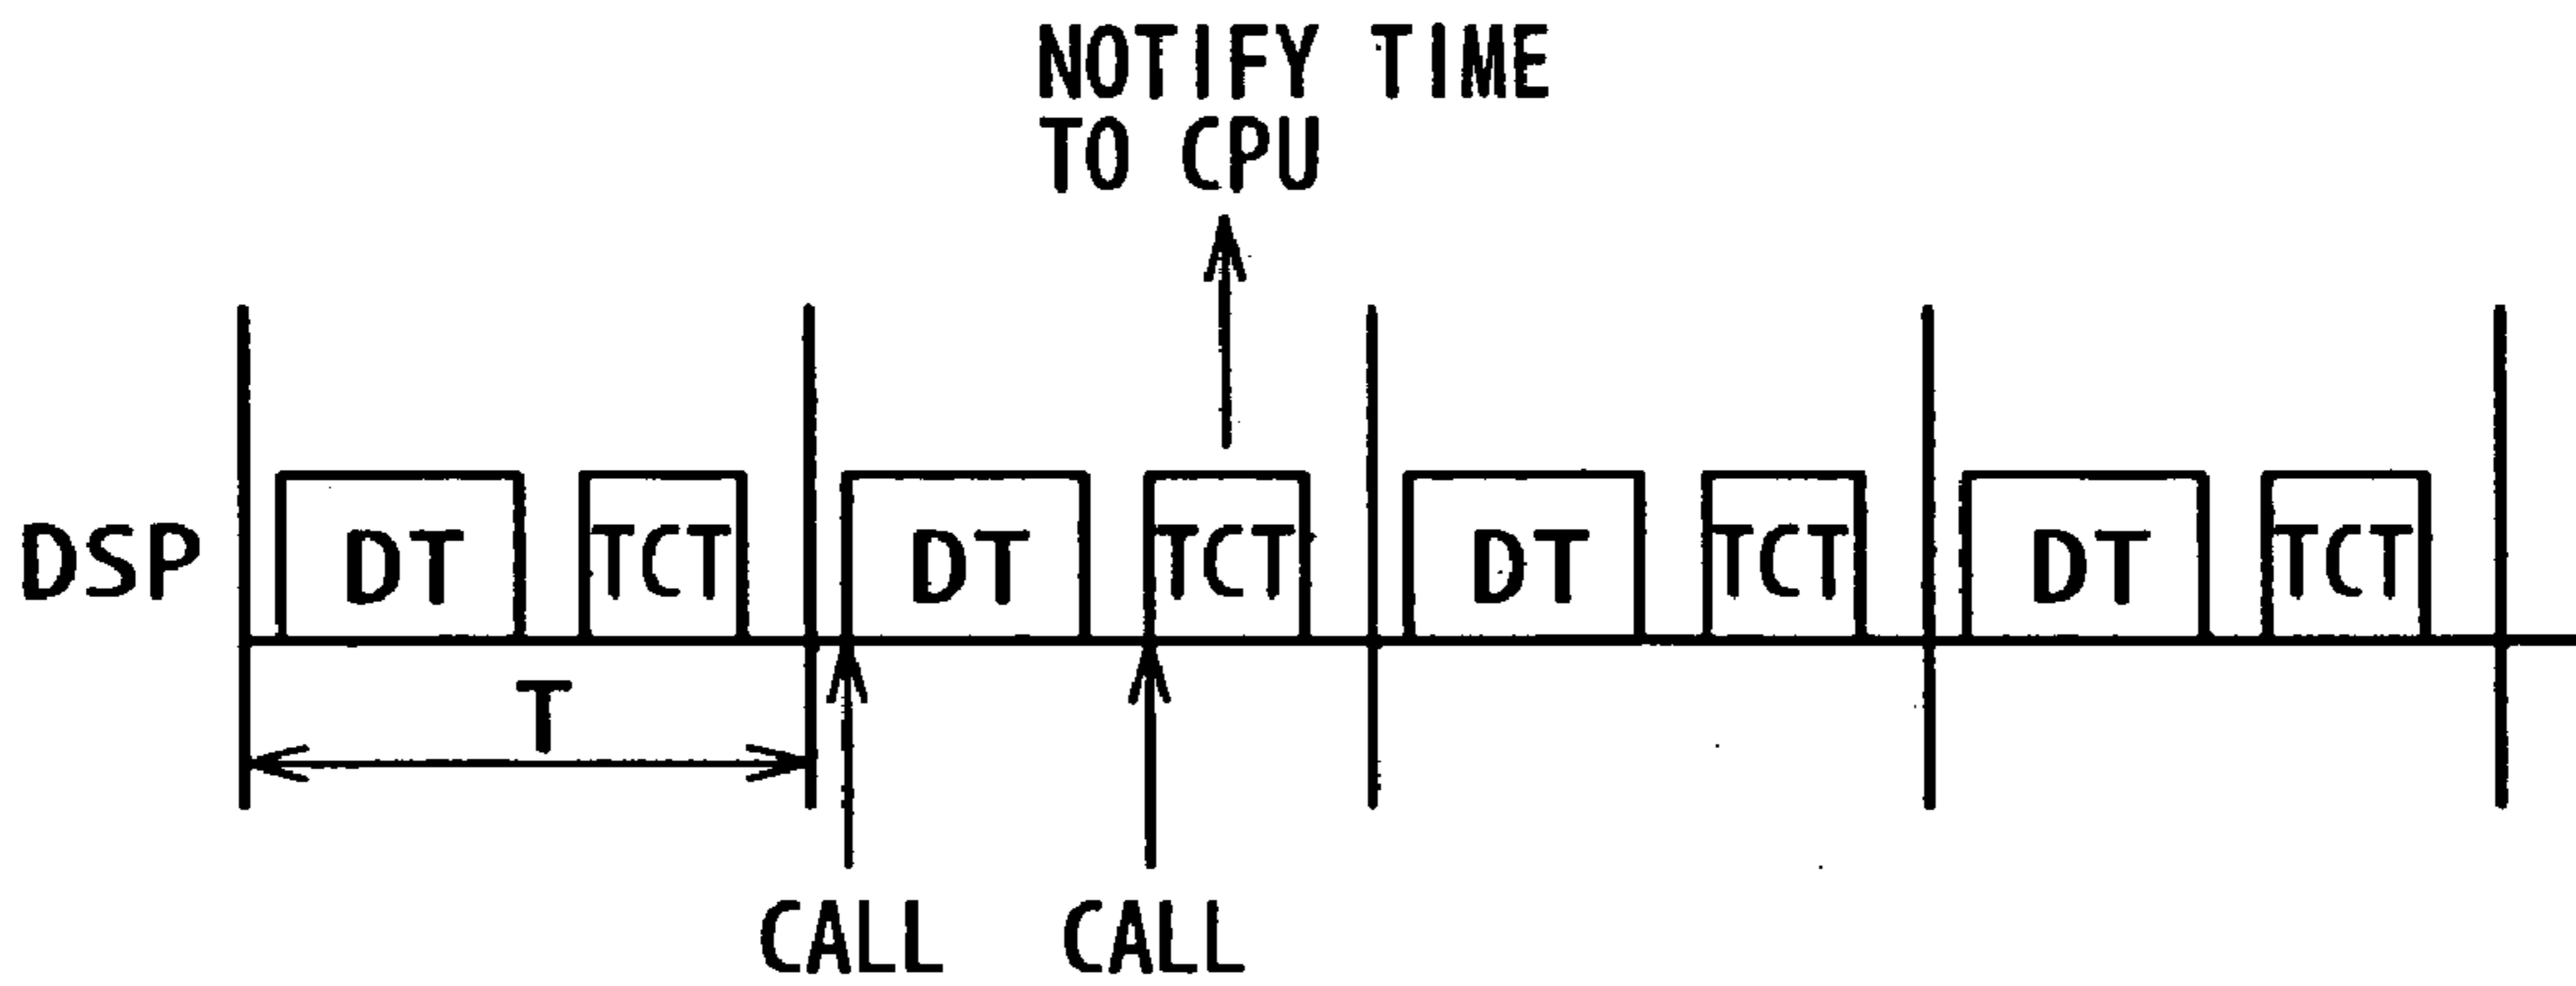 NOTIFY TIME
TO CPU
DSP
DT
TCT
DT
TCT
DT
TCT
DT
TCT
T
CALL
CALL